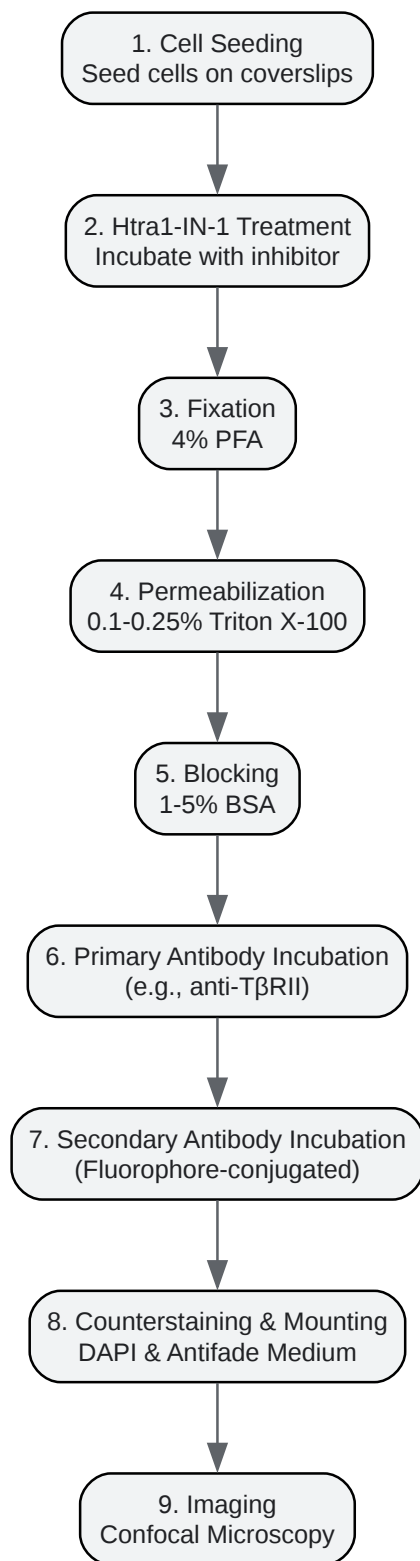 1. Cell Seeding
Seed cells on coverslips
2. Htra1-IN-1 Treatment
Incubate with inhibitor
3. Fixation
4% PFA
4. Permeabilization
0.1-0.25% Triton X-100
5. Blocking
1-5% BSA
6. Primary Antibody Incubation
(e.g., anti-TβRII)
7. Secondary Antibody Incubation
(Fluorophore-conjugated)
8. Counterstaining & Mounting
DAPI & Antifade Medium
9. Imaging
Confocal Microscopy